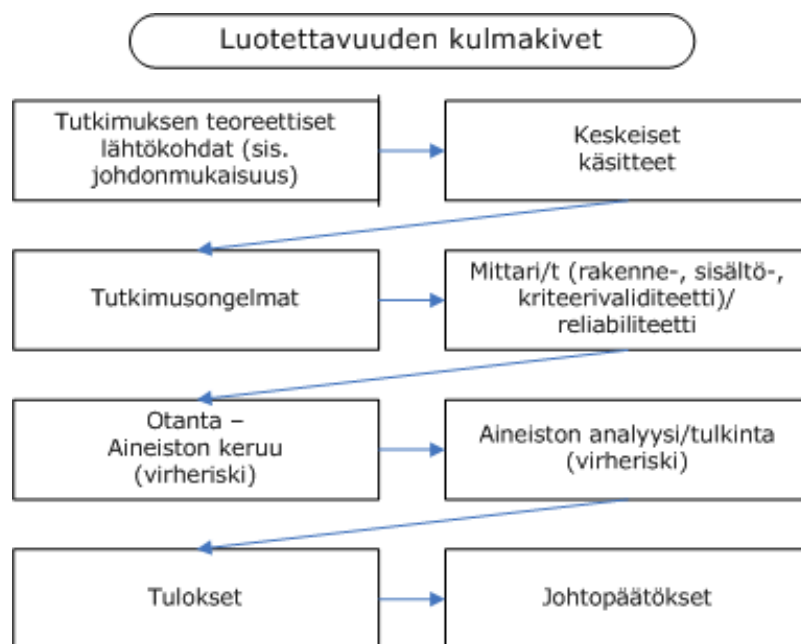 Luotettavuuden kulmakivet
Tutkimuksen teoreettiset
lähtökohdat (sis.
johdonmukaisuus)
Keskeiset
käsitteet
Tutkimusongelmat
Mittari/t (rakenne-, sisältö-,
kriteerivaliditeetti)/
reliabiliteetti
Otanta –
Aineiston keruu
(virheriski)
Aineiston analyysi/tulkinta
(virheriski)
Tulokset
Johtopäätökset